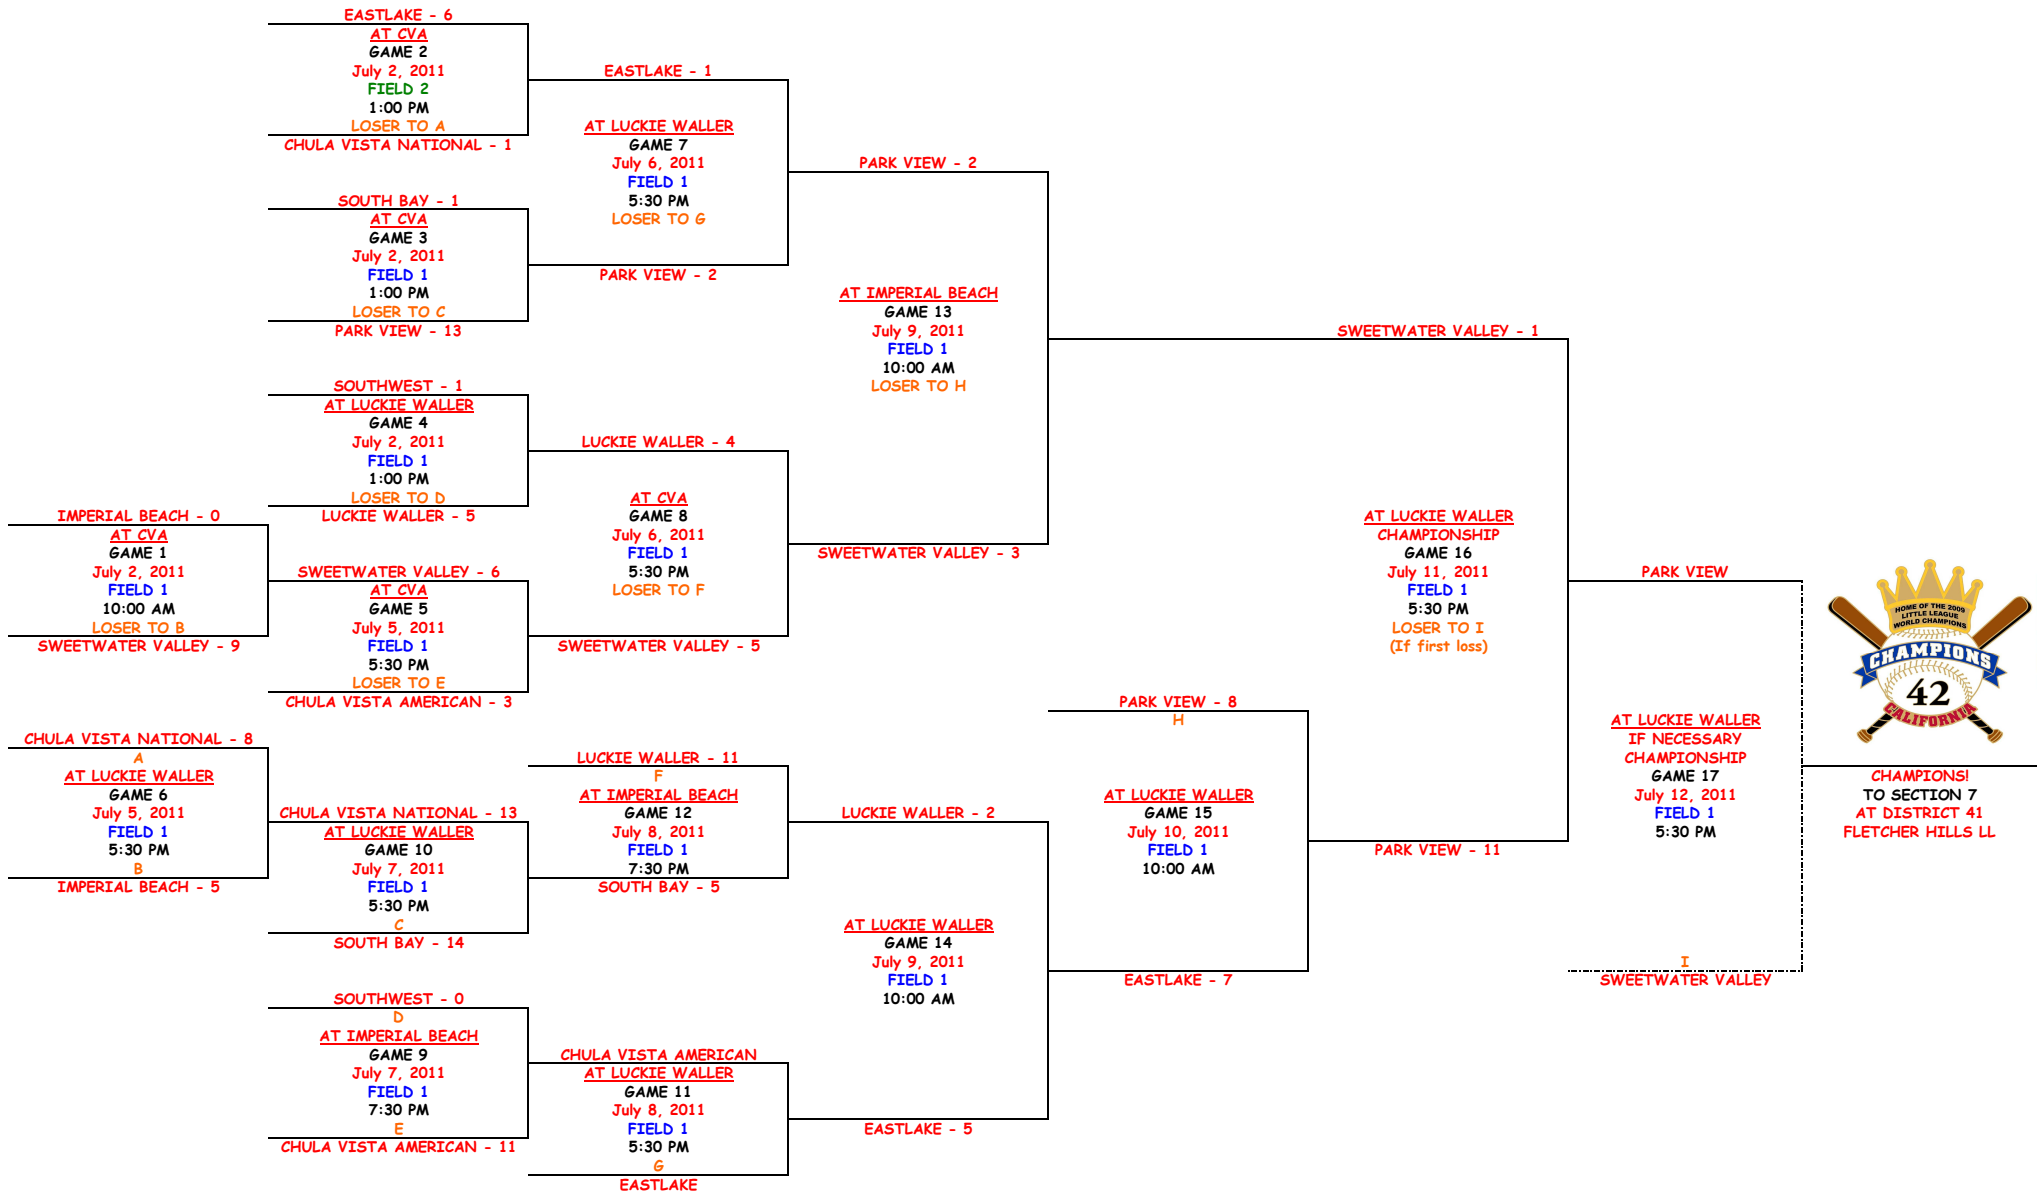 EASTLAKE - 6
AT CVA
GAME 2
July 2, 2011
FIELD 2
1:00 PM
LOSER TO A
CHULA VISTA NATIONAL - 1
SOUTH BAY - 1
AT CVA
GAME 3
July 2, 2011
FIELD 1
1:00 PM
LOSER TO C
PARK VIEW - 13
SOUTHWEST - 1
AT LUCKIE WALLER
GAME 4
July 2, 2011
FIELD 1
1:00 PM
LOSER TO D
LUCKIE WALLER - 5
IMPERIAL BEACH - 0
AT CVA
GAME 1
July 2, 2011
FIELD 1
10:00 AM
LOSER TO B
SWEETWATER VALLEY - 9
SWEETWATER VALLEY - 6
AT CVA
GAME 5
July 5, 2011
FIELD 1
5:30 PM
LOSER TO E
CHULA VISTA AMERICAN - 3
EASTLAKE - 1
AT LUCKIE WALLER
GAME 7
July 6, 2011
FIELD 1
5:30 PM
LOSER TO G
PARK VIEW - 2
LUCKIE WALLER - 4
AT CVA
GAME 8
July 6, 2011
FIELD 1
5:30 PM
LOSER TO F
SWEETWATER VALLEY - 5
PARK VIEW - 2
AT IMPERIAL BEACH
GAME 13
July 9, 2011
FIELD 1
10:00 AM
LOSER TO H
SWEETWATER VALLEY - 3
SWEETWATER VALLEY - 1
AT LUCKIE WALLER
CHAMPIONSHIP
GAME 16
July 11, 2011
FIELD 1
5:30 PM
LOSER TO I
(If first loss)
PARK VIEW - 11
CHULA VISTA NATIONAL - 8
A
AT LUCKIE WALLER
GAME 6
July 5, 2011
FIELD 1
5:30 PM
B
IMPERIAL BEACH - 5
CHULA VISTA NATIONAL - 13
AT LUCKIE WALLER
GAME 10
July 7, 2011
FIELD 1
5:30 PM
C
SOUTH BAY - 14
SOUTHWEST - 0
D
AT IMPERIAL BEACH
GAME 9
July 7, 2011
FIELD 1
7:30 PM
E
CHULA VISTA AMERICAN - 11
LUCKIE WALLER - 11
F
AT IMPERIAL BEACH
GAME 12
July 8, 2011
FIELD 1
7:30 PM
SOUTH BAY - 5
CHULA VISTA AMERICAN
AT LUCKIE WALLER
GAME 11
July 8, 2011
FIELD 1
5:30 PM
G
EASTLAKE
LUCKIE WALLER - 2
AT LUCKIE WALLER
GAME 14
July 9, 2011
FIELD 1
10:00 AM
EASTLAKE - 5
PARK VIEW - 8
H
AT LUCKIE WALLER
GAME 15
July 10, 2011
FIELD 1
10:00 AM
EASTLAKE - 7
PARK VIEW
AT LUCKIE WALLER
IF NECESSARY
CHAMPIONSHIP
GAME 17
July 12, 2011
FIELD 1
5:30 PM
I
SWEETWATER VALLEY
HOME OF THE 2009
LITTLE LEAGUE
WORLD CHAMPIONS
CHAMPIONS
42
CALIFORNIA
CHAMPIONS!
TO SECTION 7
AT DISTRICT 41
FLETCHER HILLS LL